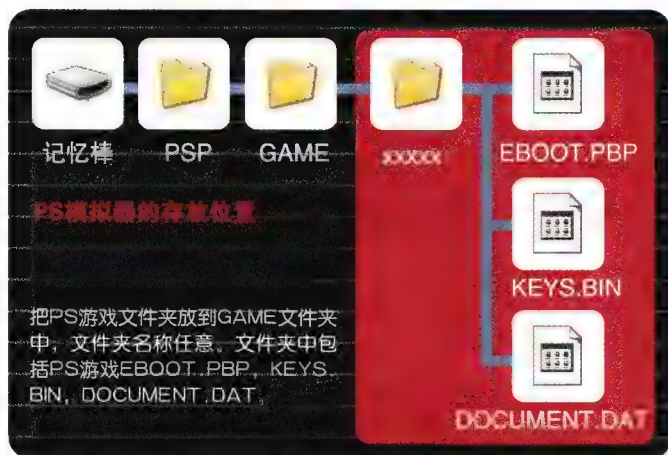 记忆棒 PSP GAME xxxxx EBOOT.PBP
PS模拟器的存放位置
KEYS.BIN
把PS游戏文件夹放到GAME文件夹
中，文件夹名称任意。文件夹中包
括PS游戏EBOOT.PBP，KEYS.
BIN，DOCUMENT.DAT。
DOCUMENT.DAT